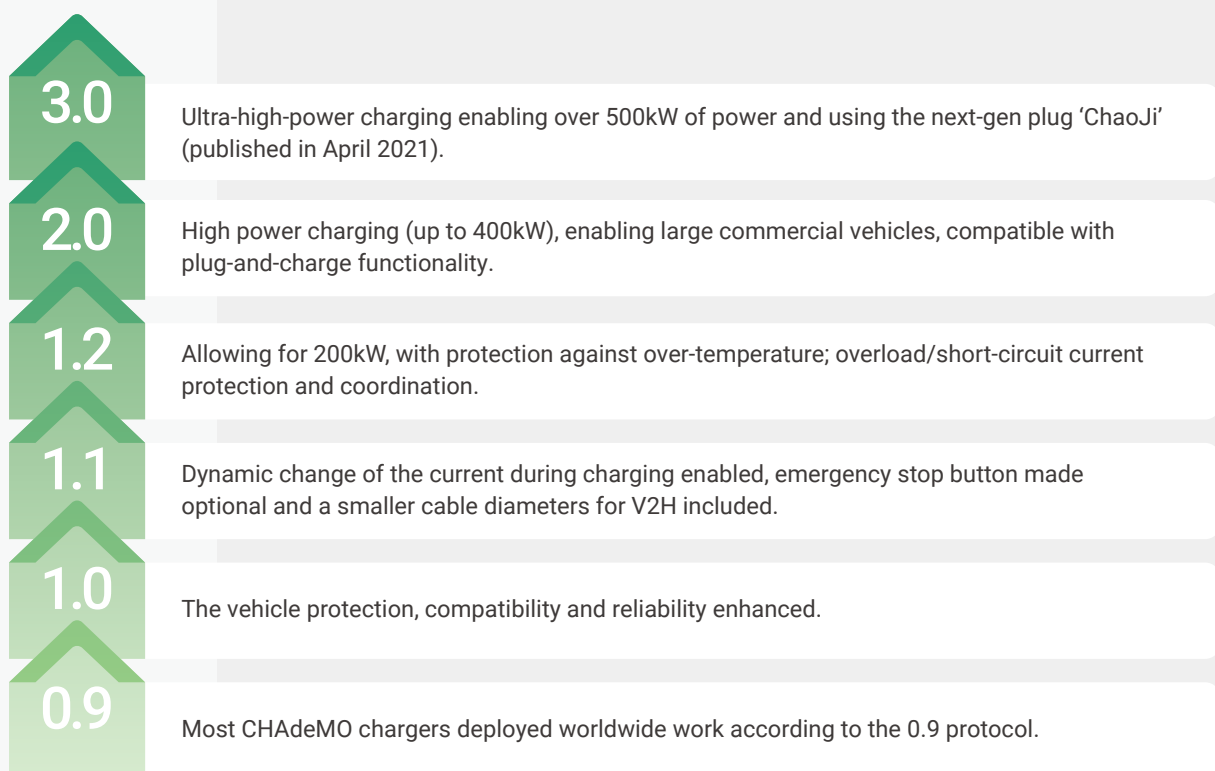 3.0
Ultra-high-power charging enabling over 500kW of power and using the next-gen plug ‘ChaoJi’
(published in April 2021).
2.0
High power charging (up to 400kW), enabling large commercial vehicles, compatible with
plug-and-charge functionality.
1.2
Allowing for 200kW, with protection against over-temperature; overload/short-circuit current
protection and coordination.
1.1
Dynamic change of the current during charging enabled, emergency stop button made
optional and a smaller cable diameters for V2H included.
1.0
The vehicle protection, compatibility and reliability enhanced.
0.9
Most CHAdeMO chargers deployed worldwide work according to the 0.9 protocol.